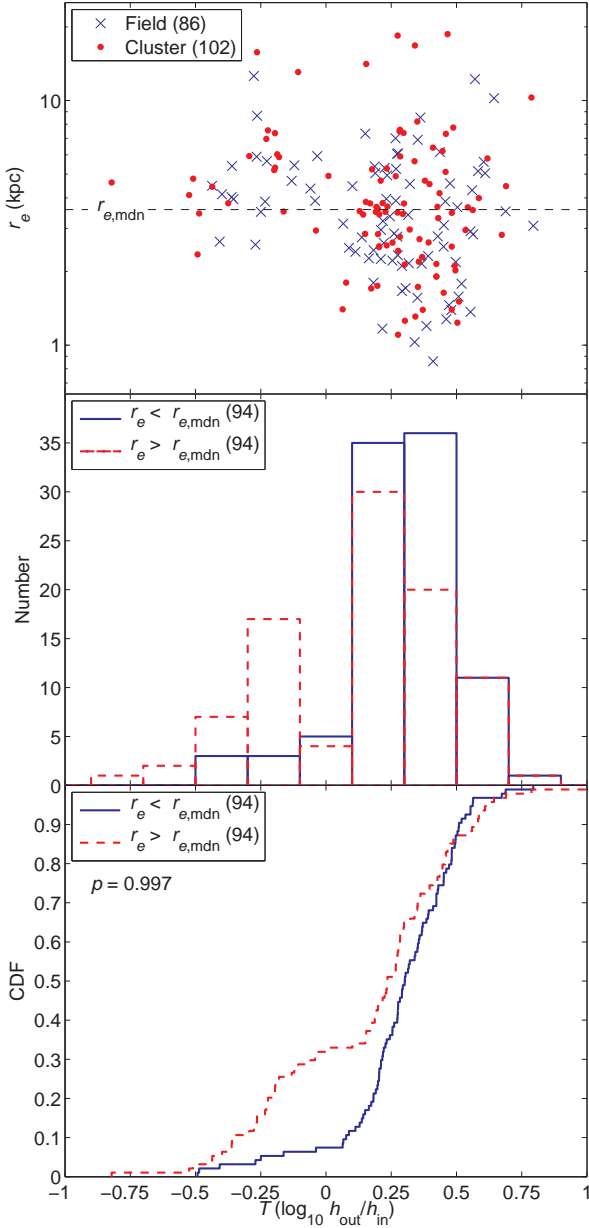 Field (86)
Cluster (102)
10
1
r_e (kpc)
r_e,mdn
r_e < r_e,mdn (94)
r_e > r_e,mdn (94)
35
30
25
20
15
10
5
0
Number
r_e < r_e,mdn (94)
r_e > r_e,mdn (94)
p = 0.997
0.9
0.8
0.7
0.6
0.5
0.4
0.3
0.2
0.1
0
CDF
−1 −0.75 −0.5 −0.25 0 0.25 0.5 0.75 1
T (log_10 h_out/h_in)